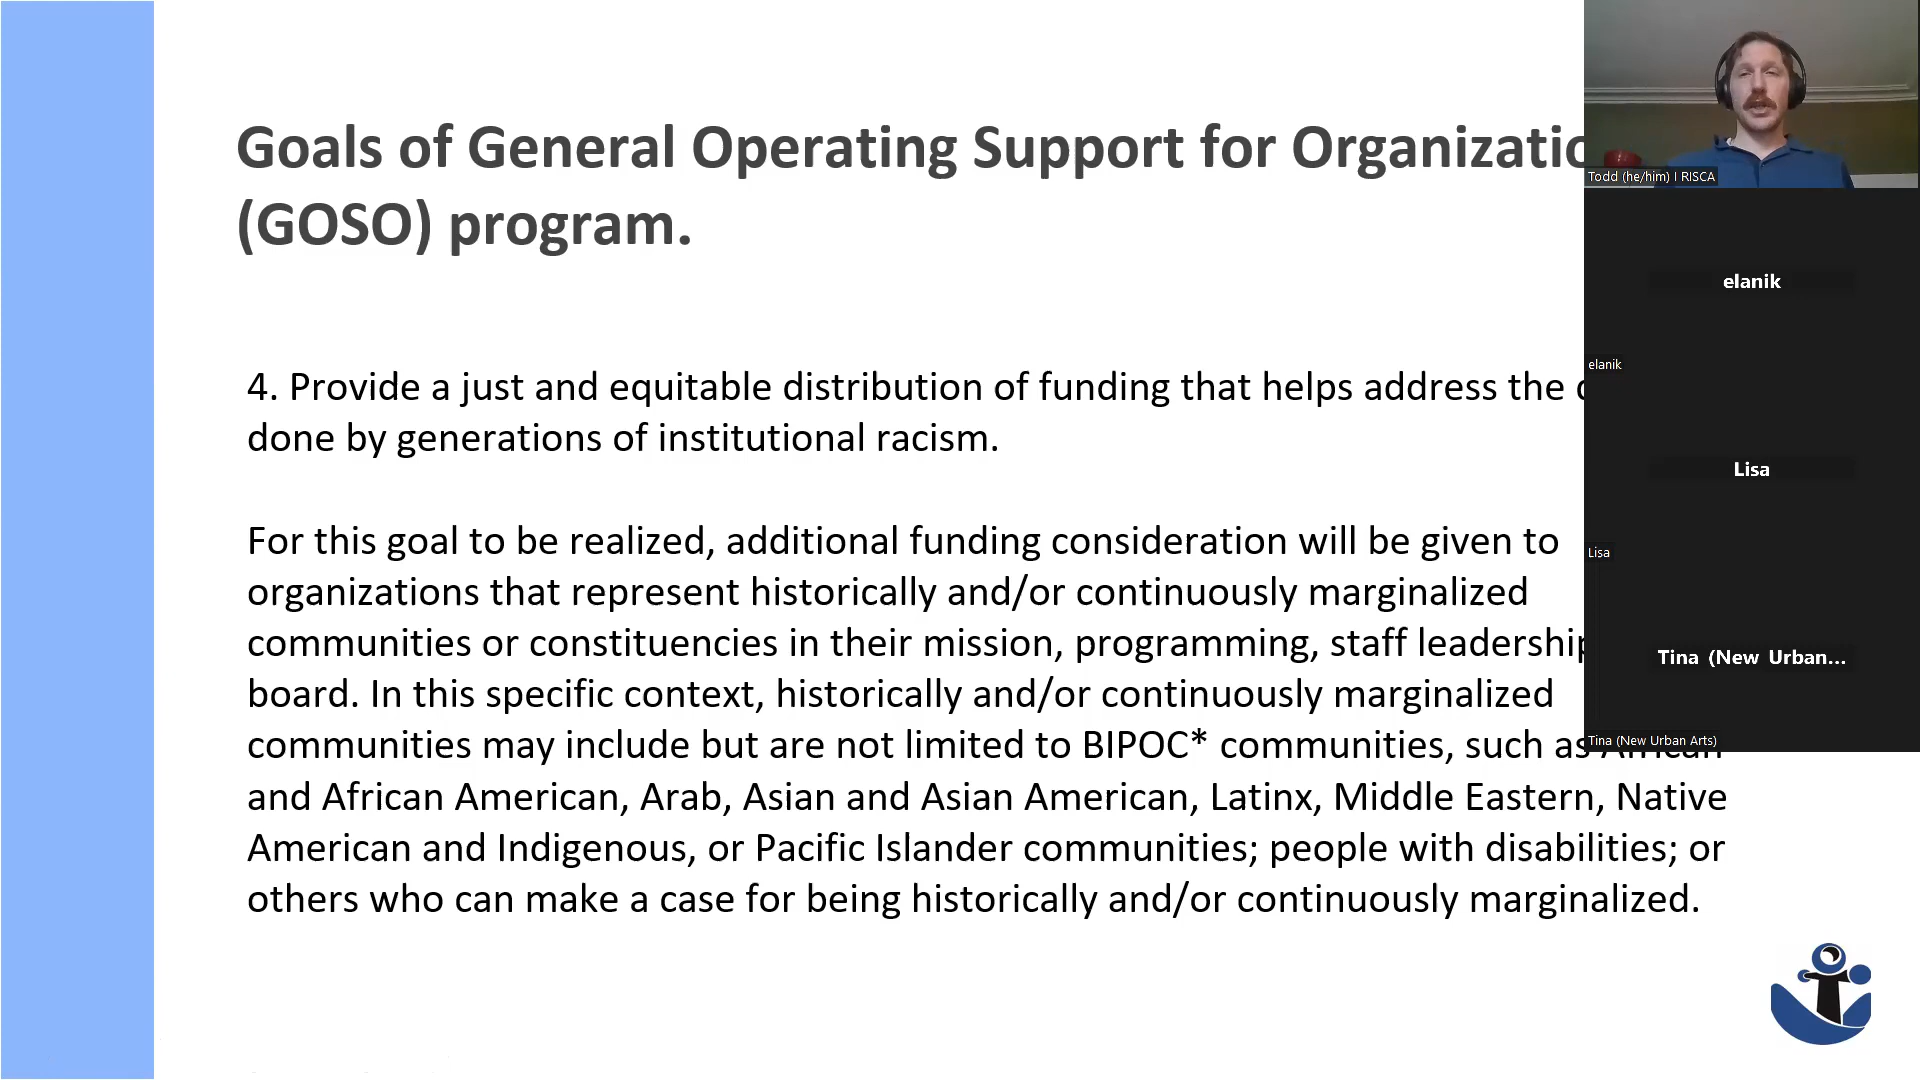 Goals of General Operating Support for Organizatio
(GOSO) program.
4. Provide a just and equitable distribution of funding that helps address the
done by generations of institutional racism.
For this goal to be realized, additional funding consideration will be given to
organizations that represent historically and/or continuously marginalized
communities or constituencies in their mission, programming, staff leadership
board. In this specific context, historically and/or continuously marginalized
communities may include but are not limited to BIPOC* communities, such as African
and African American, Arab, Asian and Asian American, Latinx, Middle Eastern, Native
American and Indigenous, or Pacific Islander communities; people with disabilities; or
others who can make a case for being historically and/or continuously marginalized.
Todd (he/him) I RISCA
elanik
elanik
Lisa
Lisa
Tina (New Urban...
Tina (New Urban Arts)